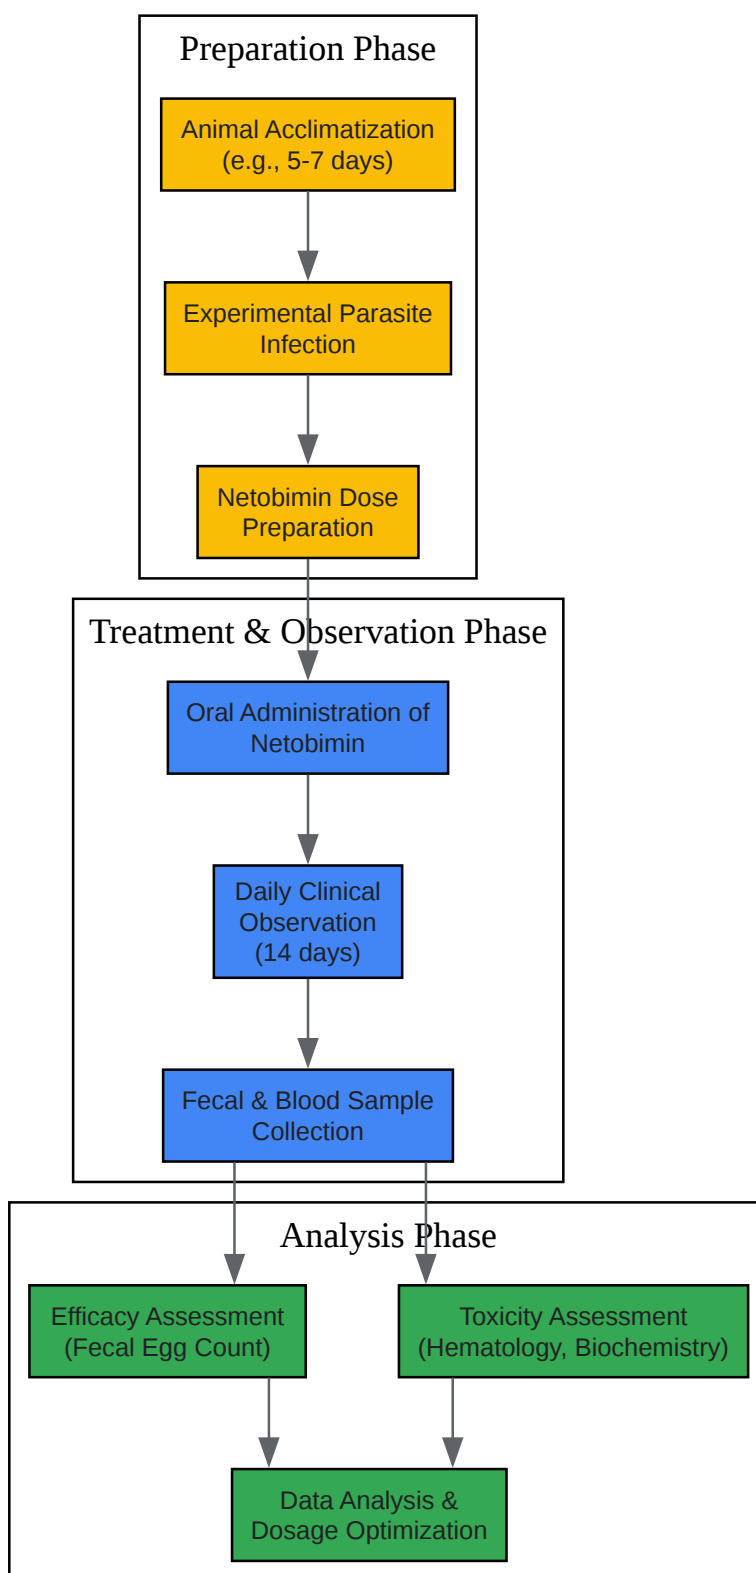 Preparation Phase
Animal Acclimatization
(e.g., 5-7 days)
Experimental Parasite
Infection
Netobimin Dose
Preparation
Treatment & Observation Phase
Oral Administration of
Netobimin
Daily Clinical
Observation
(14 days)
Fecal & Blood Sample
Collection
Analysis Phase
Efficacy Assessment
(Fecal Egg Count)
Toxicity Assessment
(Hematology, Biochemistry)
Data Analysis &
Dosage Optimization